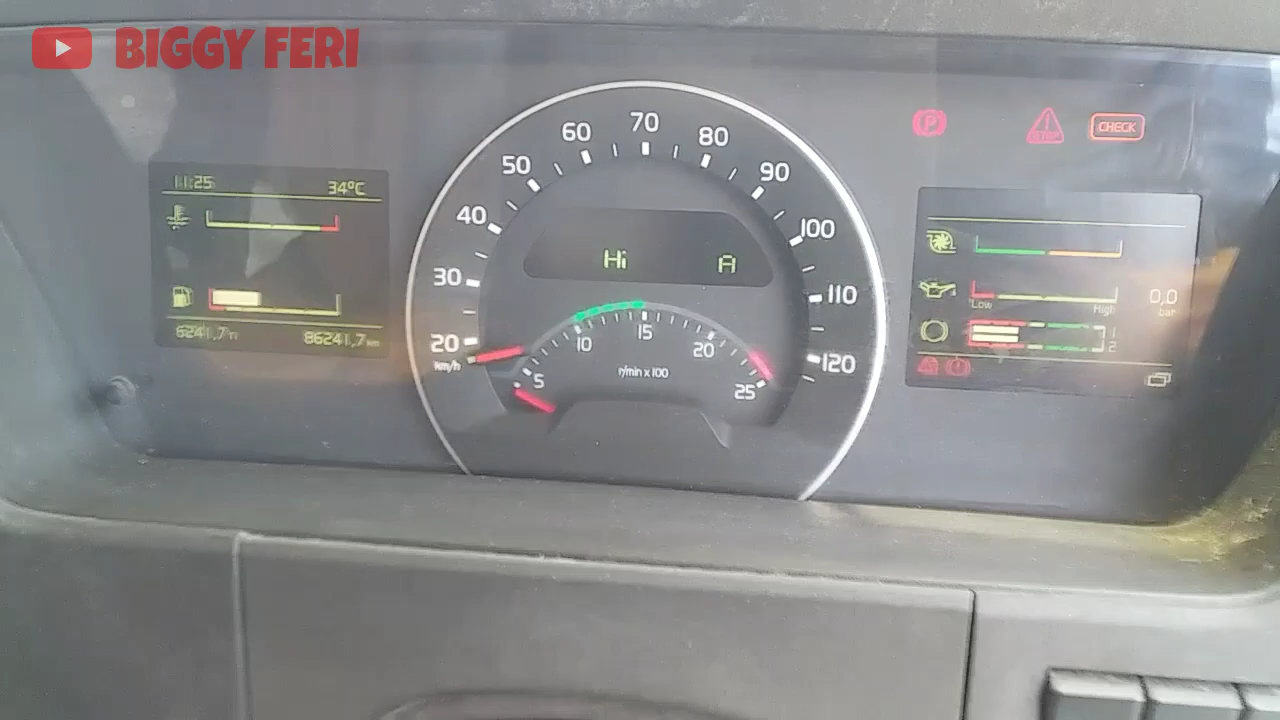 BIGGY FERI
11:25 34°C
6241,7 h 86241,7 km
20
30
40
50
60
70
80
90
100
110
120
km/h
Hi A
5
10
15
20
25
r/min x 100
P
STOP
CHECK
Low High
0,0
bar
1
2